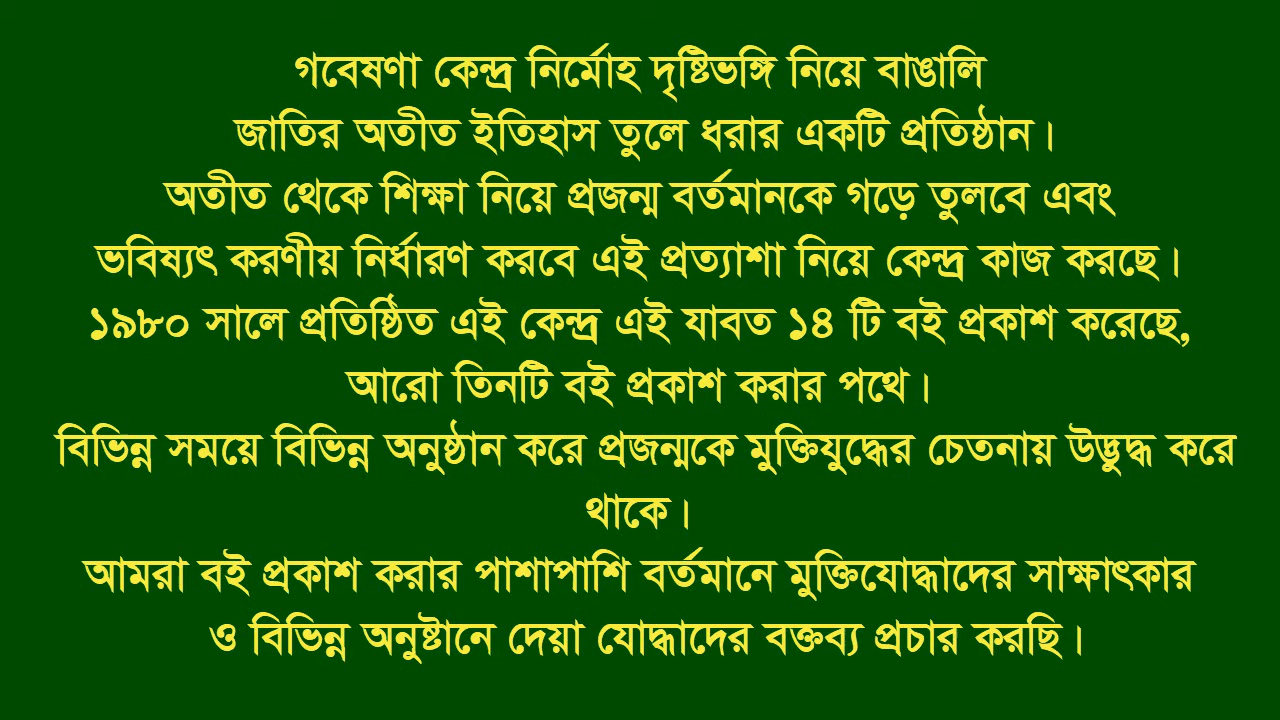 গবেষণা কেন্দ্র নির্মোহ দৃষ্টিভঙ্গি নিয়ে বাঙালি
জাতির অতীত ইতিহাস তুলে ধরার একটি প্রতিষ্ঠান।
অতীত থেকে শিক্ষা নিয়ে প্রজন্ম বর্তমানকে গড়ে তুলবে এবং
ভবিষ্যৎ করণীয় নির্ধারণ করবে এই প্রত্যাশা নিয়ে কেন্দ্র কাজ করছে।
১৯৮০ সালে প্রতিষ্ঠিত এই কেন্দ্র এই যাবত ১৪ টি বই প্রকাশ করেছে,
আরো তিনটি বই প্রকাশ করার পথে।
বিভিন্ন সময়ে বিভিন্ন অনুষ্ঠান করে প্রজন্মকে মুক্তিযুদ্ধের চেতনায় উদ্ভুদ্ধ করে
থাকে।
আমরা বই প্রকাশ করার পাশাপাশি বর্তমানে মুক্তিযোদ্ধাদের সাক্ষাৎকার
ও বিভিন্ন অনুষ্টানে দেয়া যোদ্ধাদের বক্তব্য প্রচার করছি।